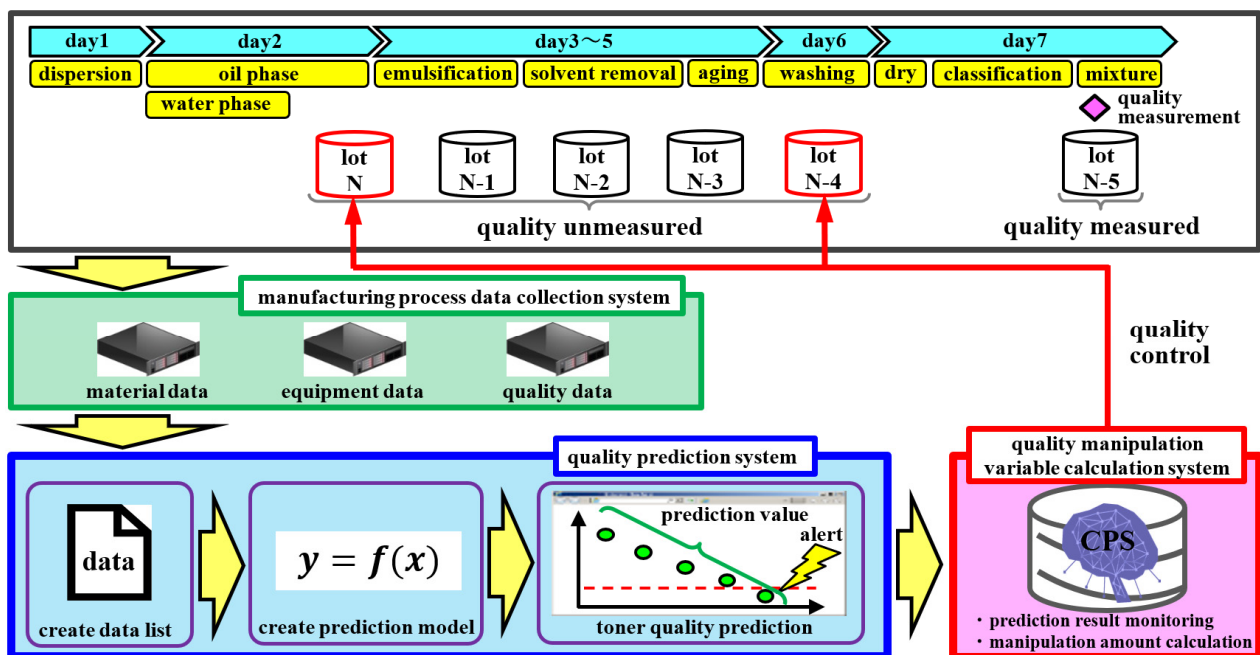 day1
day2
day3～5
day6
day7
dispersion
oil phase
emulsification
solvent removal
aging
washing
dry
classification
mixture
water phase
quality
measurement
lot
N
lot
N-1
lot
N-2
lot
N-3
lot
N-4
lot
N-5
quality unmeasured
quality measured
manufacturing process data collection system
material data
equipment data
quality data
quality
control
quality prediction system
data
create data list
y = f(x)
create prediction model
prediction value
alert
toner quality prediction
quality manipulation
variable calculation system
CPS
・prediction result monitoring
・manipulation amount calculation